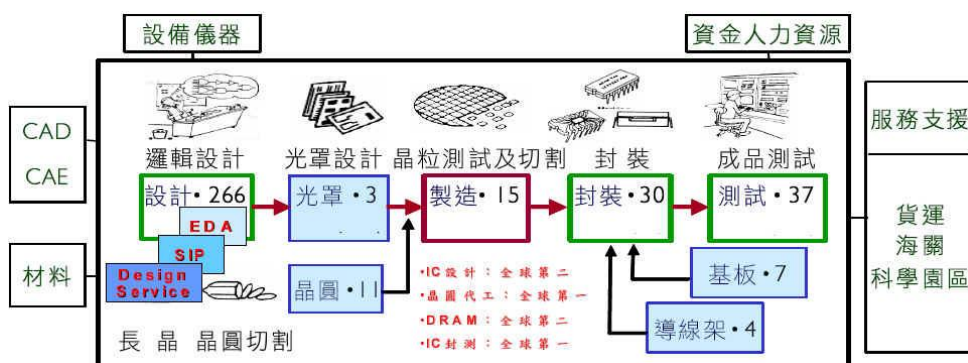 設備儀器
資金人力資源
CAD
CAE
材料
邏輯設計
光罩設計
晶粒測試及切割
封裝
成品測試
設計・266
光罩・3
製造・15
封裝・30
測試・37
EDA
SIP
Design
Service
晶圓・11
長 晶 晶圓切割
・IC設計：全球第二
・晶圓代工：全球第一
・DRAM：全球第二
・IC封測：全球第一
基板・7
導線架・4
服務支援
貨運
海關
科學園區